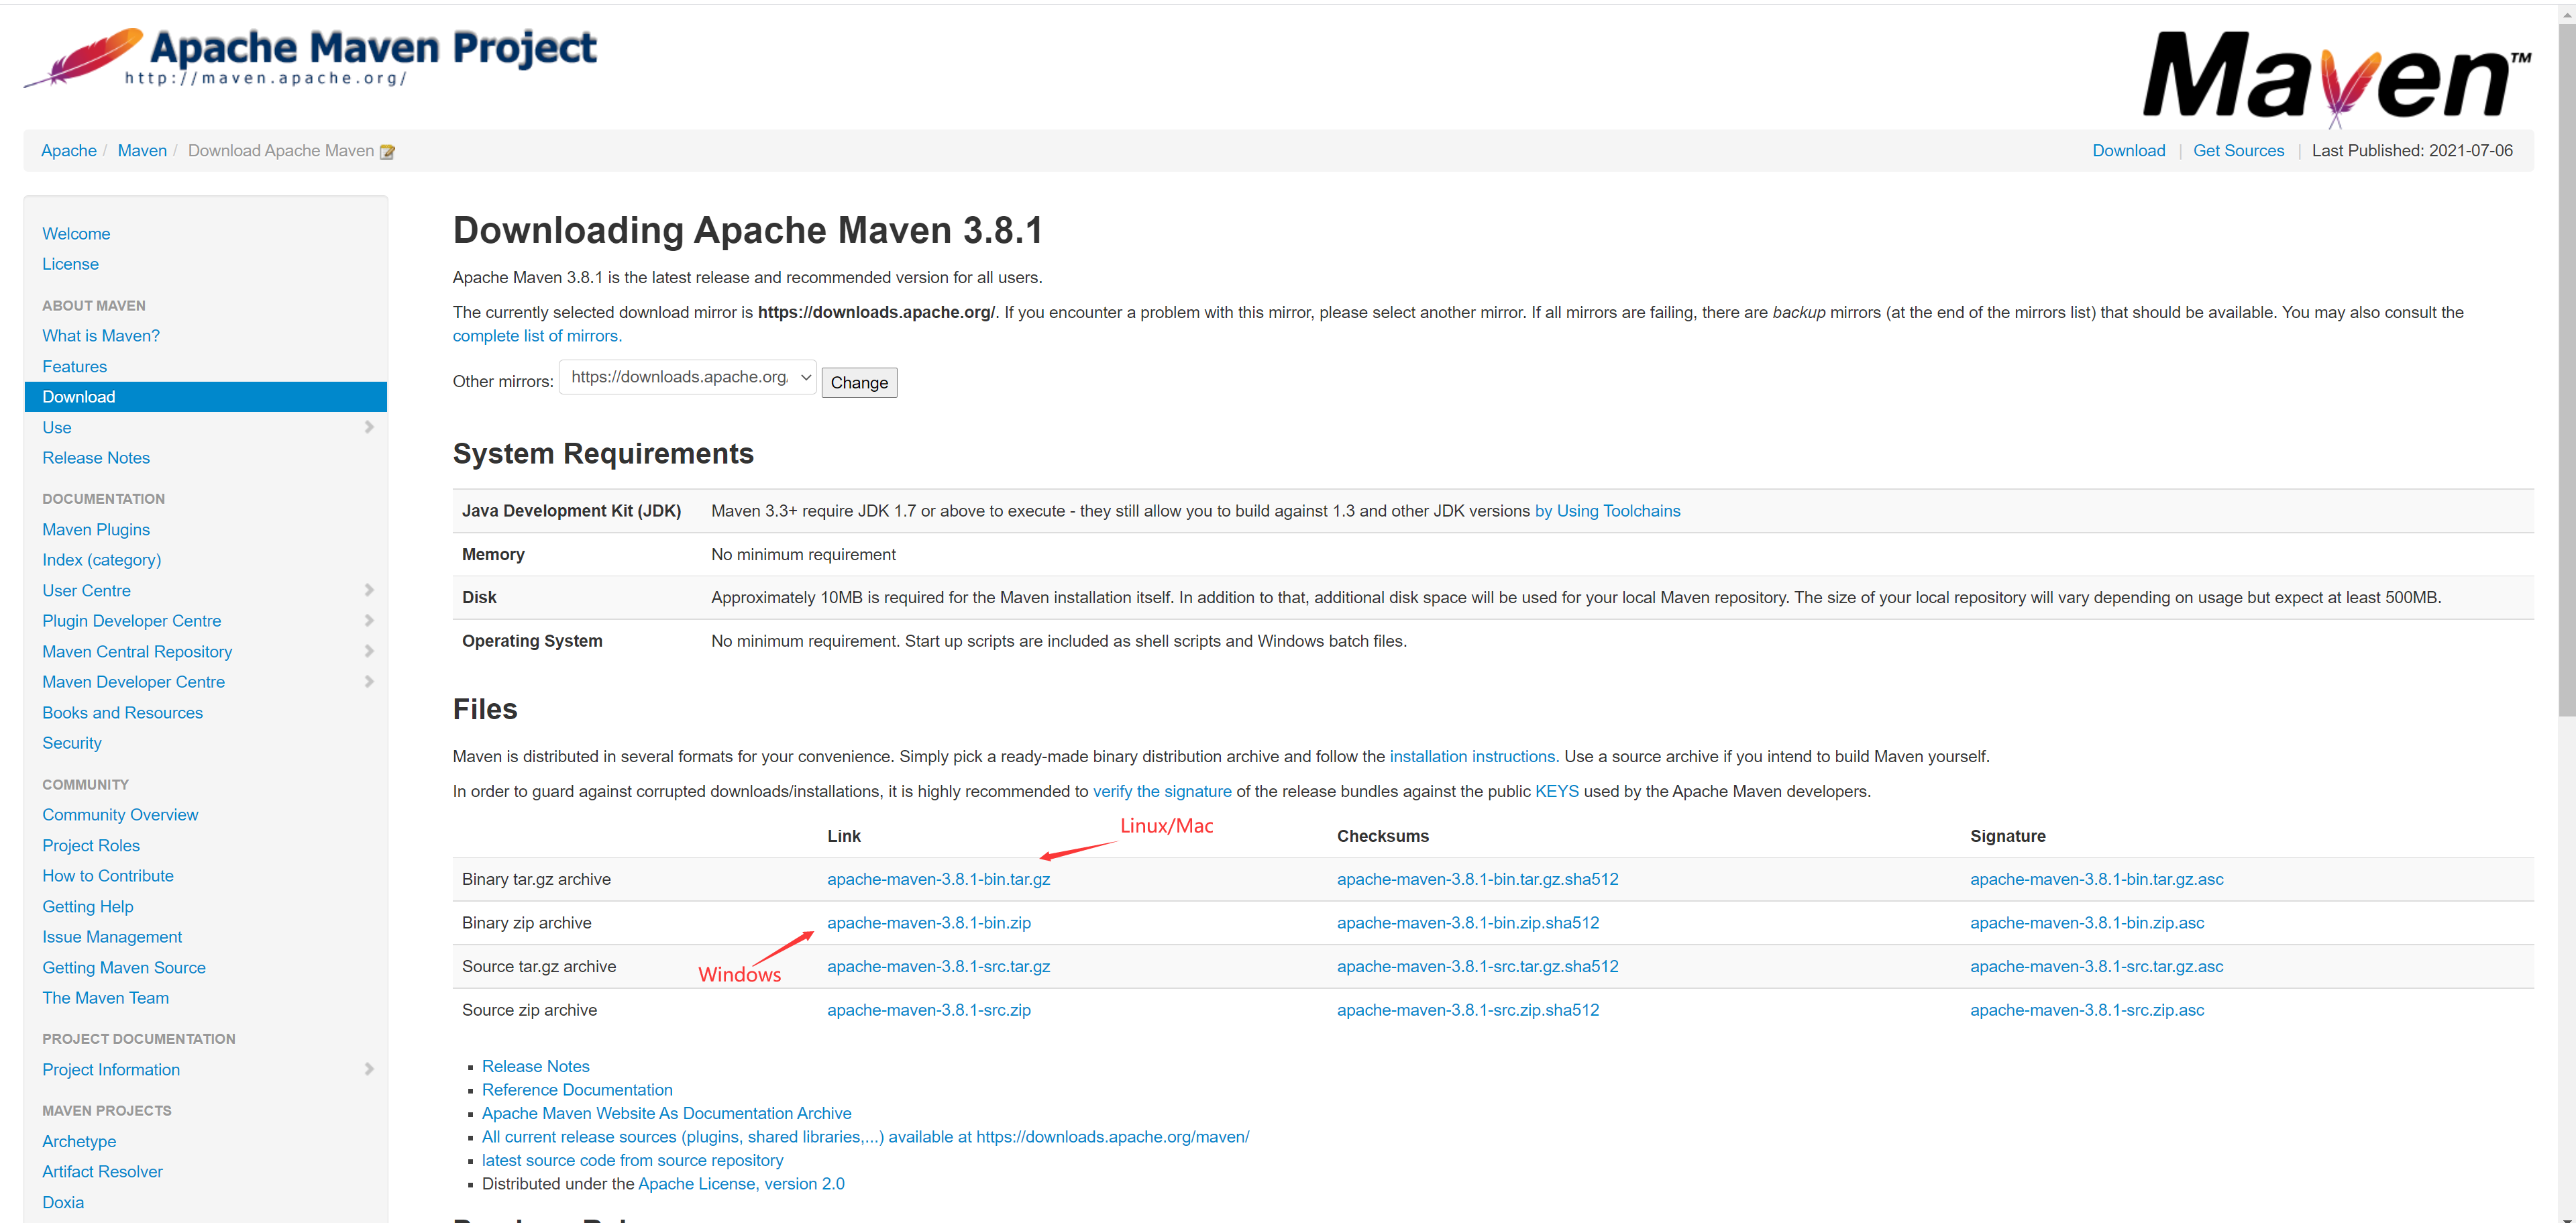 Apache Maven Project
http://maven.apache.org/
Maven™
Apache / Maven / Download Apache Maven
Download | Get Sources | Last Published: 2021-07-06
Welcome
License
ABOUT MAVEN
What is Maven?
Features
Download
Use
Release Notes
DOCUMENTATION
Maven Plugins
Index (category)
User Centre
Plugin Developer Centre
Maven Central Repository
Maven Developer Centre
Books and Resources
Security
COMMUNITY
Community Overview
Project Roles
How to Contribute
Getting Help
Issue Management
Getting Maven Source
The Maven Team
PROJECT DOCUMENTATION
Project Information
MAVEN PROJECTS
Archetype
Artifact Resolver
Doxia
Downloading Apache Maven 3.8.1
Apache Maven 3.8.1 is the latest release and recommended version for all users.
The currently selected download mirror is https://downloads.apache.org/. If you encounter a problem with this mirror, please select another mirror. If all mirrors are failing, there are backup mirrors (at the end of the mirrors list) that should be available. You may also consult the
complete list of mirrors.
Other mirrors: https://downloads.apache.org/ Change
System Requirements
Java Development Kit (JDK) Maven 3.3+ require JDK 1.7 or above to execute - they still allow you to build against 1.3 and other JDK versions by Using Toolchains
Memory No minimum requirement
Disk Approximately 10MB is required for the Maven installation itself. In addition to that, additional disk space will be used for your local Maven repository. The size of your local repository will vary depending on usage but expect at least 500MB.
Operating System No minimum requirement. Start up scripts are included as shell scripts and Windows batch files.
Files
Maven is distributed in several formats for your convenience. Simply pick a ready-made binary distribution archive and follow the installation instructions. Use a source archive if you intend to build Maven yourself.
In order to guard against corrupted downloads/installations, it is highly recommended to verify the signature of the release bundles against the public KEYS used by the Apache Maven developers.
Linux/Mac
Link Checksums Signature
Binary tar.gz archive apache-maven-3.8.1-bin.tar.gz apache-maven-3.8.1-bin.tar.gz.sha512 apache-maven-3.8.1-bin.tar.gz.asc
Binary zip archive apache-maven-3.8.1-bin.zip apache-maven-3.8.1-bin.zip.sha512 apache-maven-3.8.1-bin.zip.asc
Windows
Source tar.gz archive apache-maven-3.8.1-src.tar.gz apache-maven-3.8.1-src.tar.gz.sha512 apache-maven-3.8.1-src.tar.gz.asc
Source zip archive apache-maven-3.8.1-src.zip apache-maven-3.8.1-src.zip.sha512 apache-maven-3.8.1-src.zip.asc
Release Notes
Reference Documentation
Apache Maven Website As Documentation Archive
All current release sources (plugins, shared libraries,...) available at https://downloads.apache.org/maven/
latest source code from source repository
Distributed under the Apache License, version 2.0